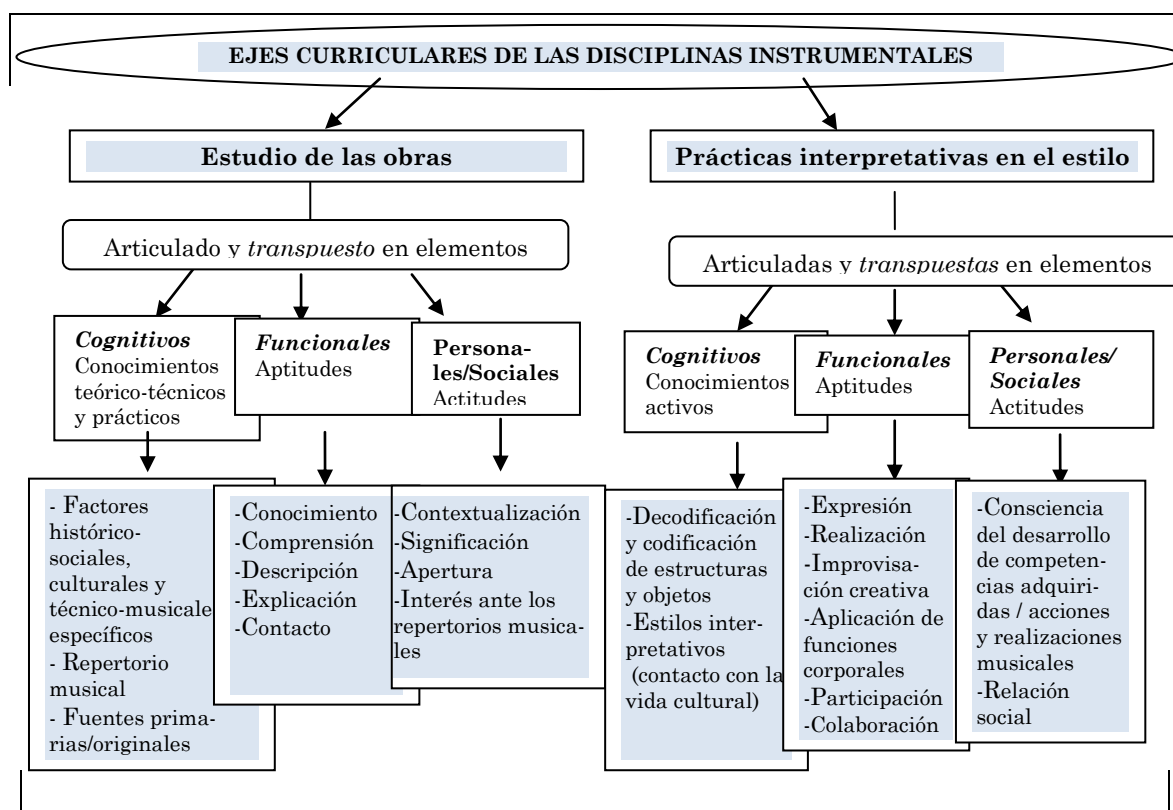 EJES CURRICULARES DE LAS DISCIPLINAS INSTRUMENTALES
Estudio de las obras
Articulado y transpuesto en elementos
Cognitivos
Conocimientos
teórico-técnicos
y prácticos
Funcionales
Aptitudes
Persona-
les/Sociales
Actitudes
- Factores
histórico-
sociales,
culturales y
técnico-musicale
específicos
- Repertorio
musical
- Fuentes prima-
rias/originales
-Conocimiento
-Comprensión
-Descripción
-Explicación
-Contacto
-Contextualización
-Significación
-Apertura
-Interés ante los
repertorios musica-
les
Prácticas interpretativas en el estilo
Articuladas y transpuestas en elementos
Cognitivos
Conocimientos
activos
Funcionales
Aptitudes
Personales/
Sociales
Actitudes
-Decodificación
y codificación
de estructuras
y objetos
-Estilos inter-
pretativos
(contacto con la
vida cultural)
-Expresión
-Realización
-Improvisa-
ción creativa
-Aplicación de
funciones
corporales
-Participación
-Colaboración
-Consciencia
del desarrollo
de competen-
cias adquiri-
das / acciones
y realizaciones
musicales
-Relación
social